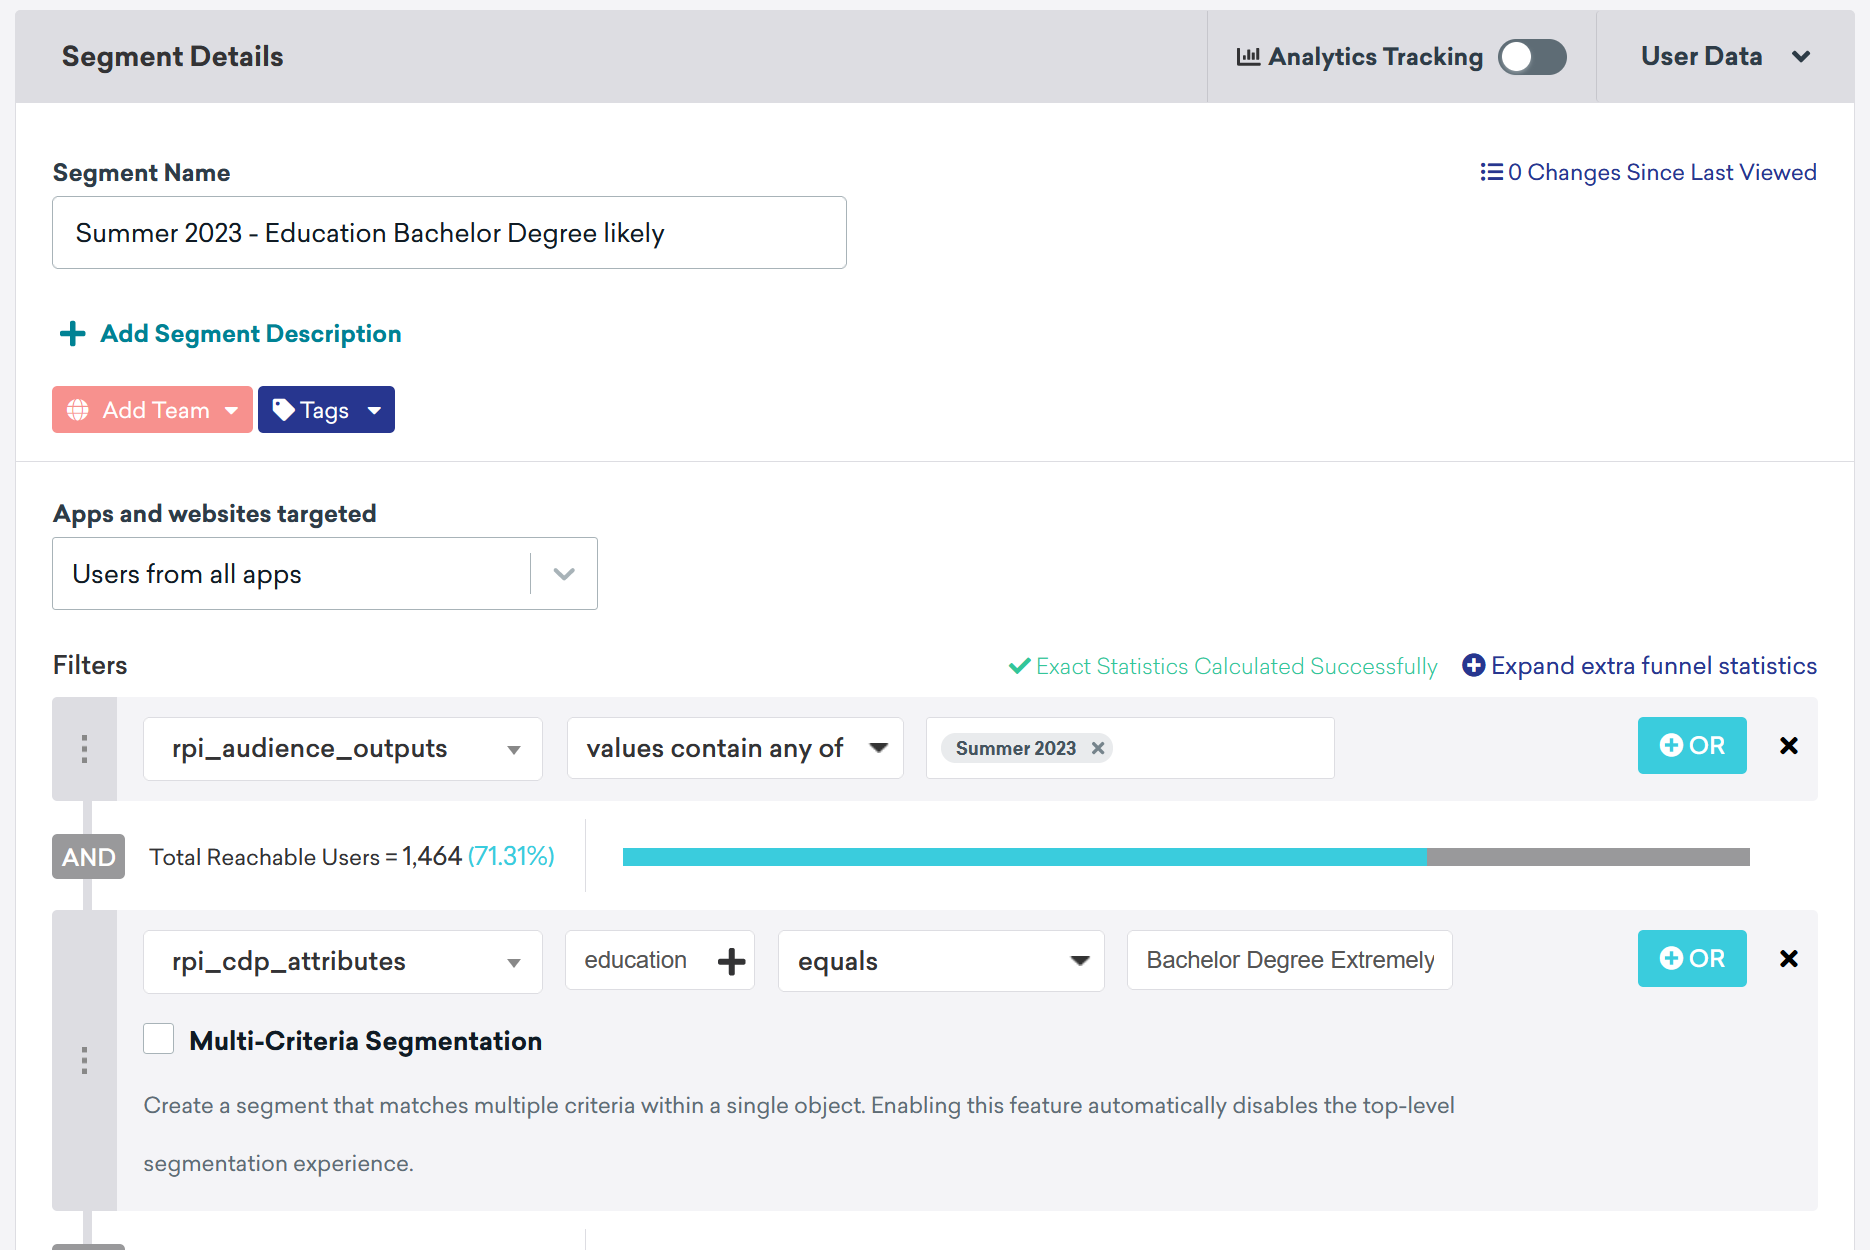 Segment Details
Analytics Tracking
User Data
Segment Name
0 Changes Since Last Viewed
Summer 2023 - Education Bachelor Degree likely
Add Segment Description
Add Team
Tags
Apps and websites targeted
Users from all apps
Filters
Exact Statistics Calculated Successfully
Expand extra funnel statistics
rpi_audience_outputs
values contain any of
Summer 2023
OR
AND
Total Reachable Users = 1,464 (71.31%)
rpi_cdp_attributes
education
equals
Bachelor Degree Extremely
OR
Multi-Criteria Segmentation
Create a segment that matches multiple criteria within a single object. Enabling this feature automatically disables the top-level
segmentation experience.